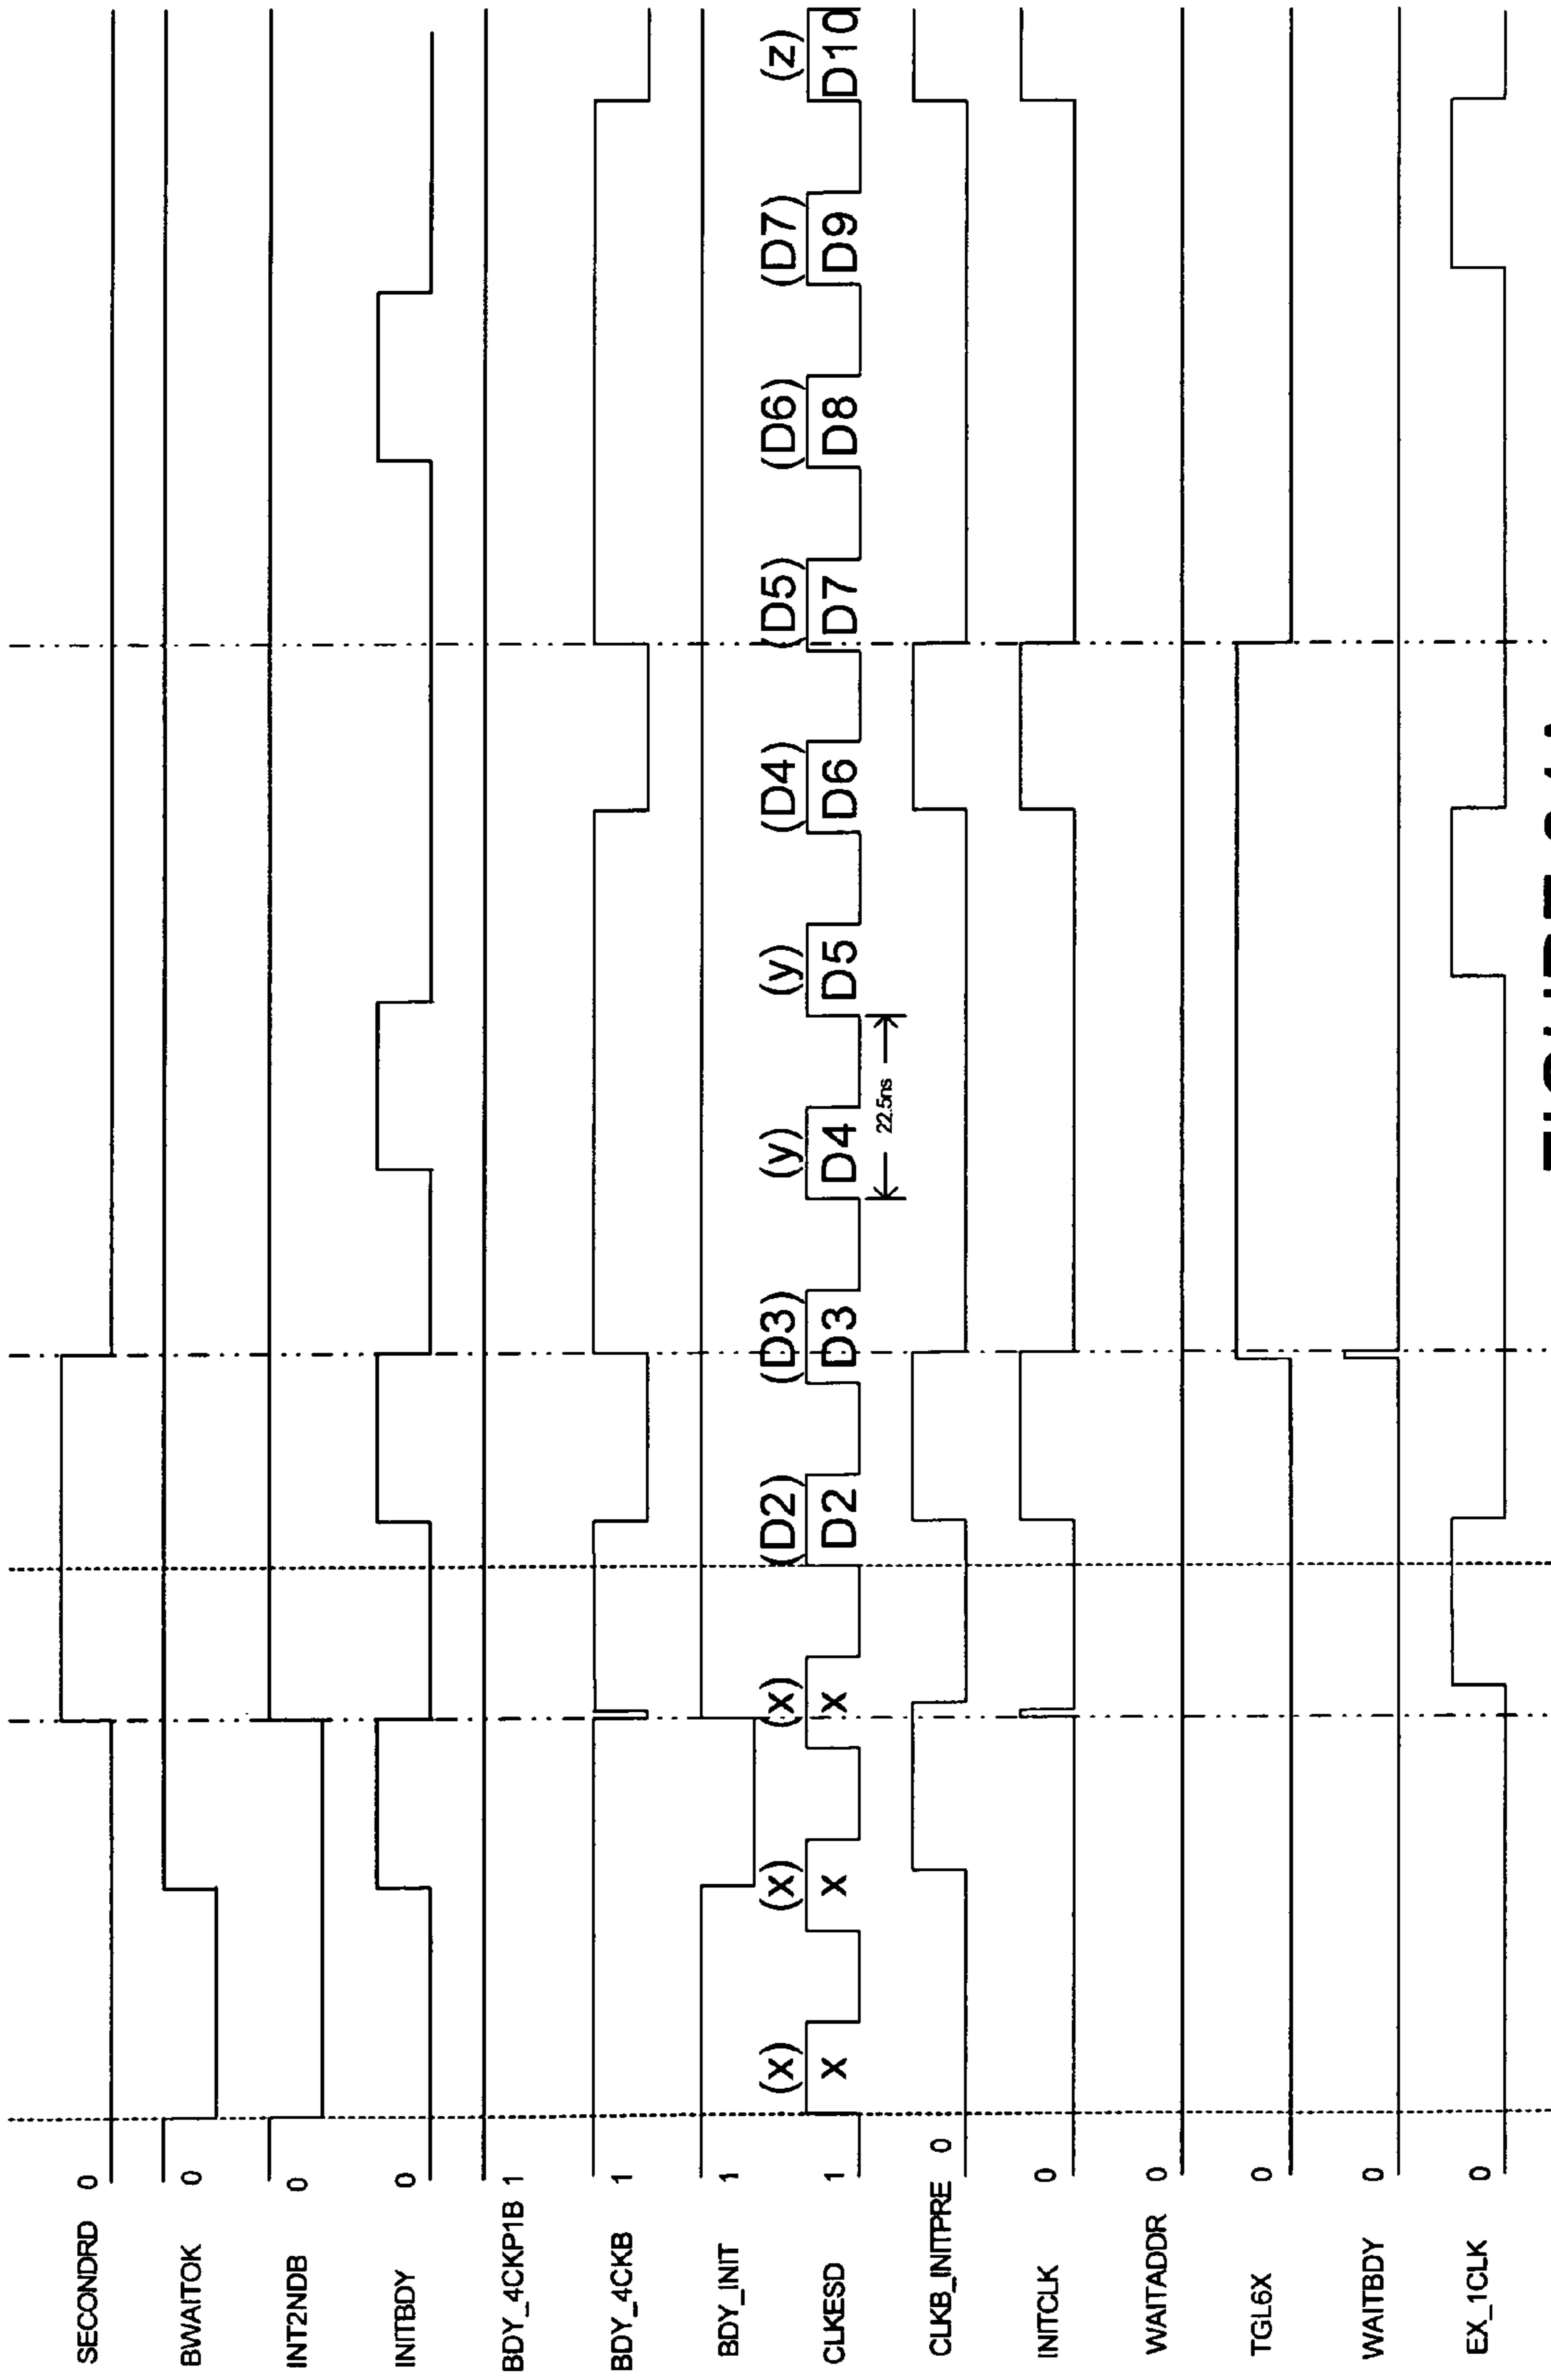 SECONDRD 0
BWAITOK 0
INT2NDB 0
INITBDY 0
BDY_4CKP1B 1
BDY_4CKB 1
BDY_INIT 1
(x) (x) (x) (D2) (D3) (y) (y) (D4) (D5) (D6) (D7) (z)
CLKESD 1 x x x D2 D3 D4 D5 D6 D7 D8 D9 D10
22.5ns
CLKB_INITPRE 0
INITCLK 0
WAITADDR 0
TGL6X 0
WAITBDY 0
EX_1CLK 0